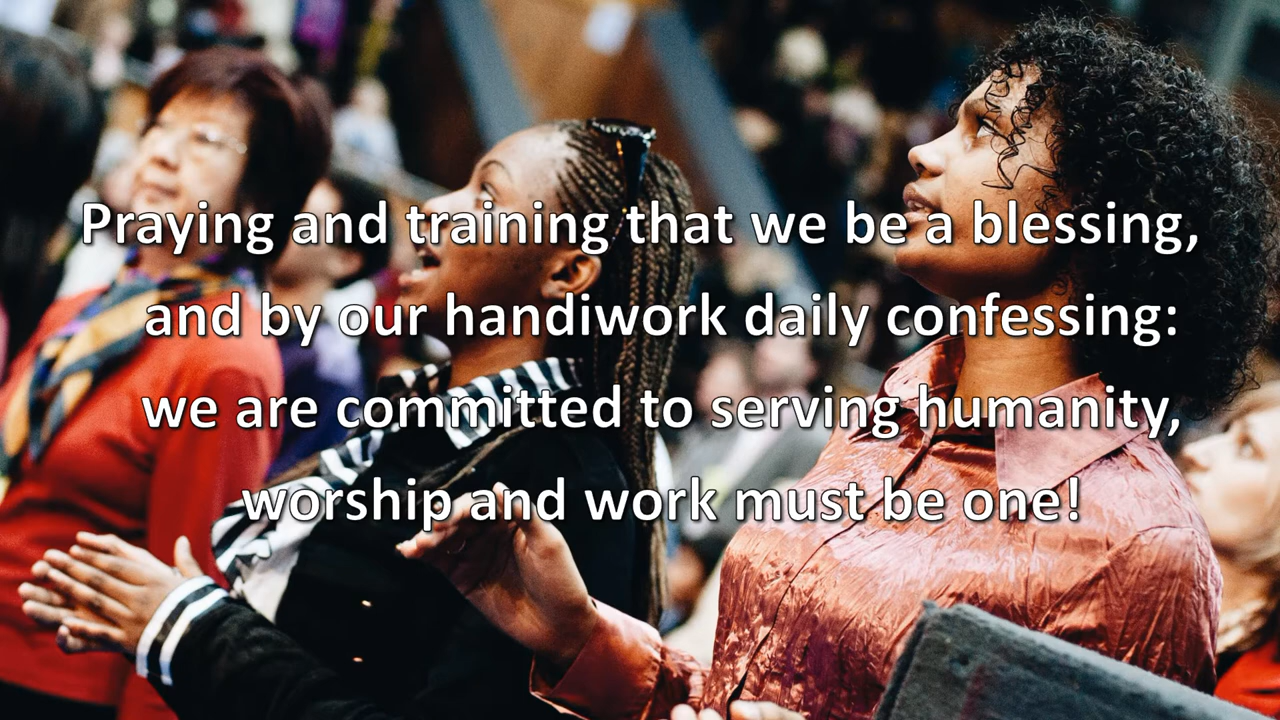 Praying and training that we be a blessing,
and by our handiwork daily confessing:
we are committed to serving humanity,
worship and work must be one!